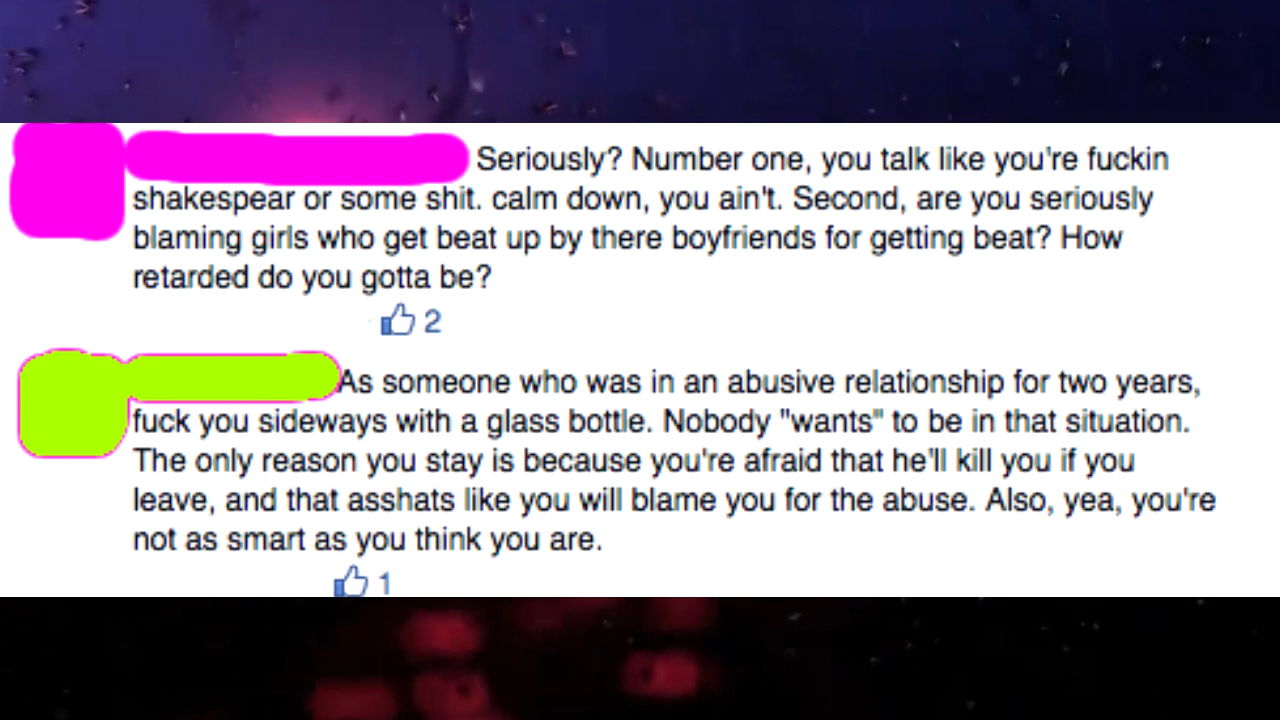 Seriously? Number one, you talk like you're fuckin
shakespear or some shit. calm down, you ain't. Second, are you seriously
blaming girls who get beat up by there boyfriends for getting beat? How
retarded do you gotta be?
2
As someone who was in an abusive relationship for two years,
fuck you sideways with a glass bottle. Nobody "wants" to be in that situation.
The only reason you stay is because you're afraid that he'll kill you if you
leave, and that asshats like you will blame you for the abuse. Also, yea, you're
not as smart as you think you are.
1